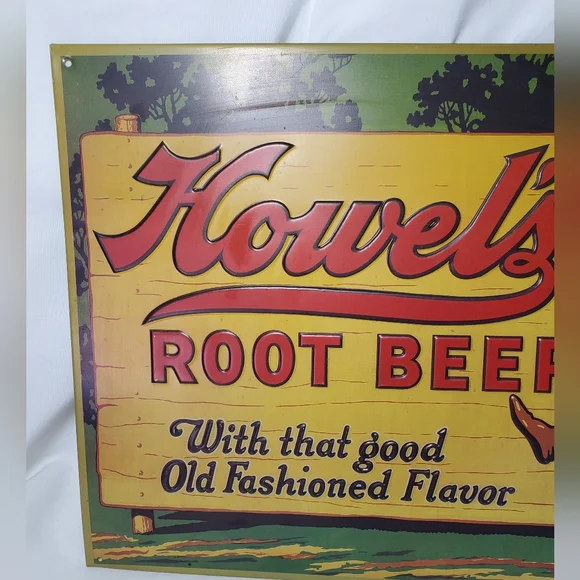 Howel's
ROOT BEER
With that good
Old Fashioned Flavor